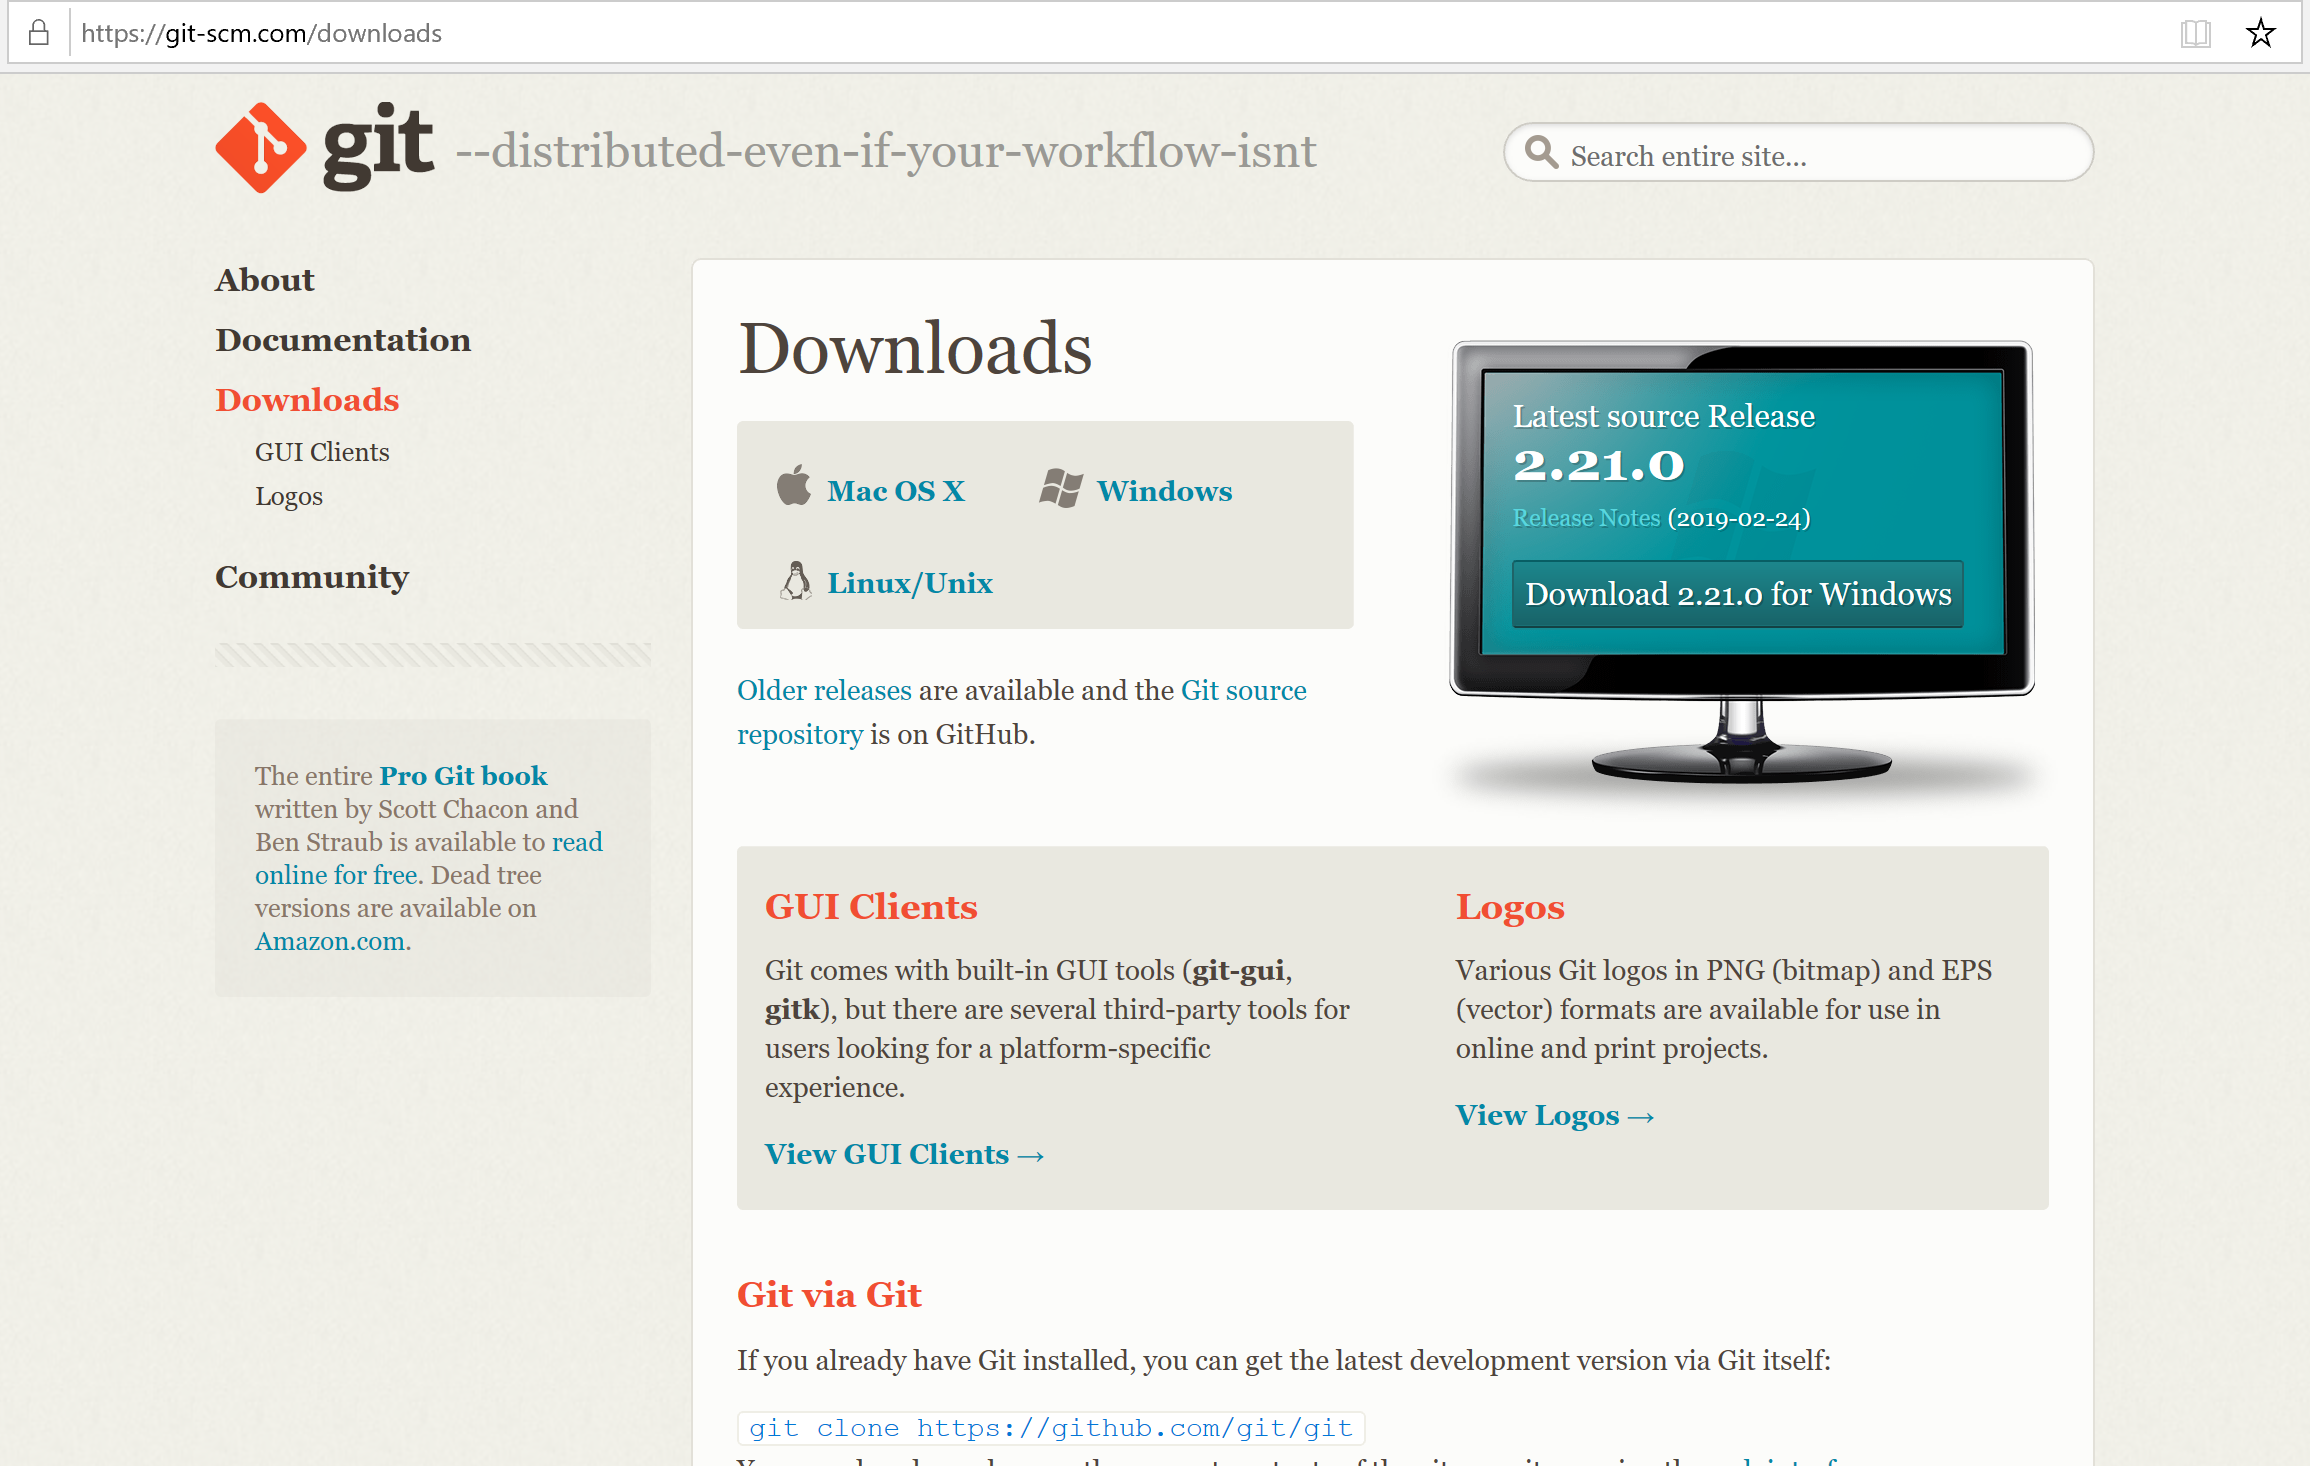 https://git-scm.com/downloads
git --distributed-even-if-your-workflow-isnt
Search entire site...
About
Documentation
Downloads
GUI Clients
Logos
Community
The entire Pro Git book
written by Scott Chacon and
Ben Straub is available to read
online for free. Dead tree
versions are available on
Amazon.com.
Downloads
Mac OS X
Windows
Linux/Unix
Older releases are available and the Git source
repository is on GitHub.
Latest source Release
2.21.0
Release Notes (2019-02-24)
Download 2.21.0 for Windows
GUI Clients
Git comes with built-in GUI tools (git-gui,
gitk), but there are several third-party tools for
users looking for a platform-specific
experience.
View GUI Clients →
Logos
Various Git logos in PNG (bitmap) and EPS
(vector) formats are available for use in
online and print projects.
View Logos →
Git via Git
If you already have Git installed, you can get the latest development version via Git itself:
git clone https://github.com/git/git